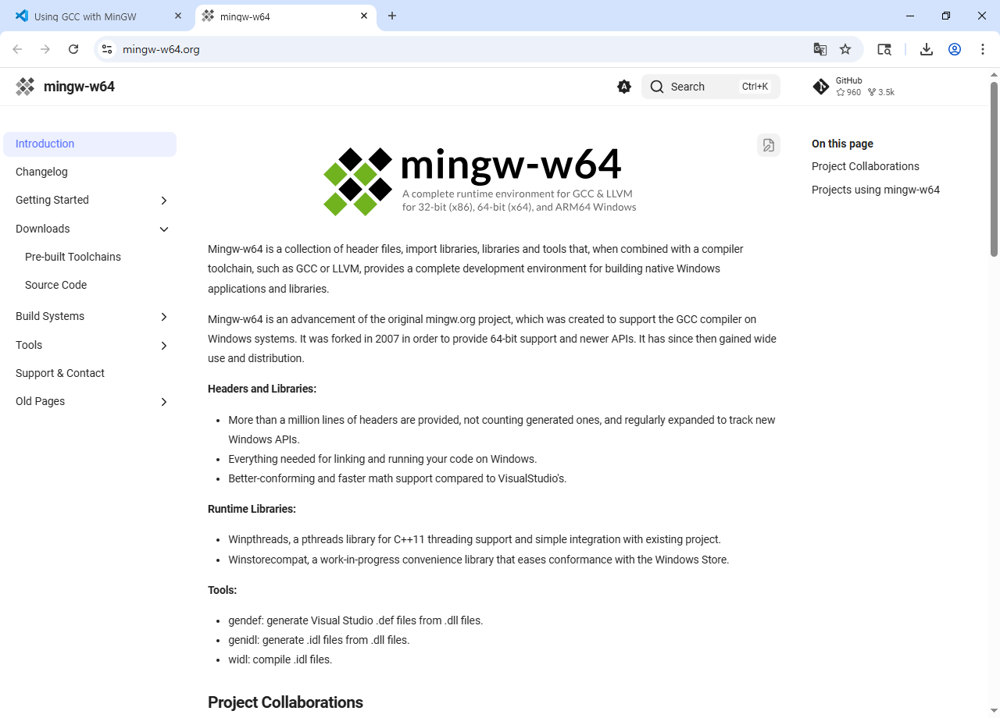 Using GCC with MinGW
mingw-w64
mingw-w64.org
mingw-w64
Search
Ctrl+K
GitHub
960 3.5k
Introduction
Changelog
Getting Started
Downloads
Pre-built Toolchains
Source Code
Build Systems
Tools
Support & Contact
Old Pages
mingw-w64
A complete runtime environment for GCC & LLVM
for 32-bit (x86), 64-bit (x64), and ARM64 Windows
Mingw-w64 is a collection of header files, import libraries, libraries and tools that, when combined with a compiler
toolchain, such as GCC or LLVM, provides a complete development environment for building native Windows
applications and libraries.
Mingw-w64 is an advancement of the original mingw.org project, which was created to support the GCC compiler on
Windows systems. It was forked in 2007 in order to provide 64-bit support and newer APIs. It has since then gained wide
use and distribution.
Headers and Libraries:
• More than a million lines of headers are provided, not counting generated ones, and regularly expanded to track new
Windows APIs.
• Everything needed for linking and running your code on Windows.
• Better-conforming and faster math support compared to VisualStudio's.
Runtime Libraries:
• Winpthreads, a pthreads library for C++11 threading support and simple integration with existing project.
• Winstorecompat, a work-in-progress convenience library that eases conformance with the Windows Store.
Tools:
• gendef: generate Visual Studio .def files from .dll files.
• genidl: generate .idl files from .dll files.
• widl: compile .idl files.
Project Collaborations
On this page
Project Collaborations
Projects using mingw-w64